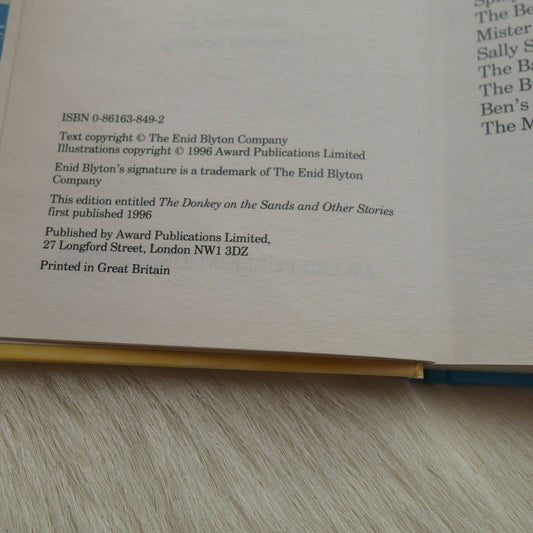 ISBN 0-86163-849-2
Text copyright © The Enid Blyton Company
Illustrations copyright © 1996 Award Publications Limited
Enid Blyton's signature is a trademark of The Enid Blyton
Company
This edition entitled The Donkey on the Sands and Other Stories
first published 1996
Published by Award Publications Limited,
27 Longford Street, London NW1 3DZ
Printed in Great Britain
The Be
Mister
Sally S
The Ba
The B
Ben's
The M